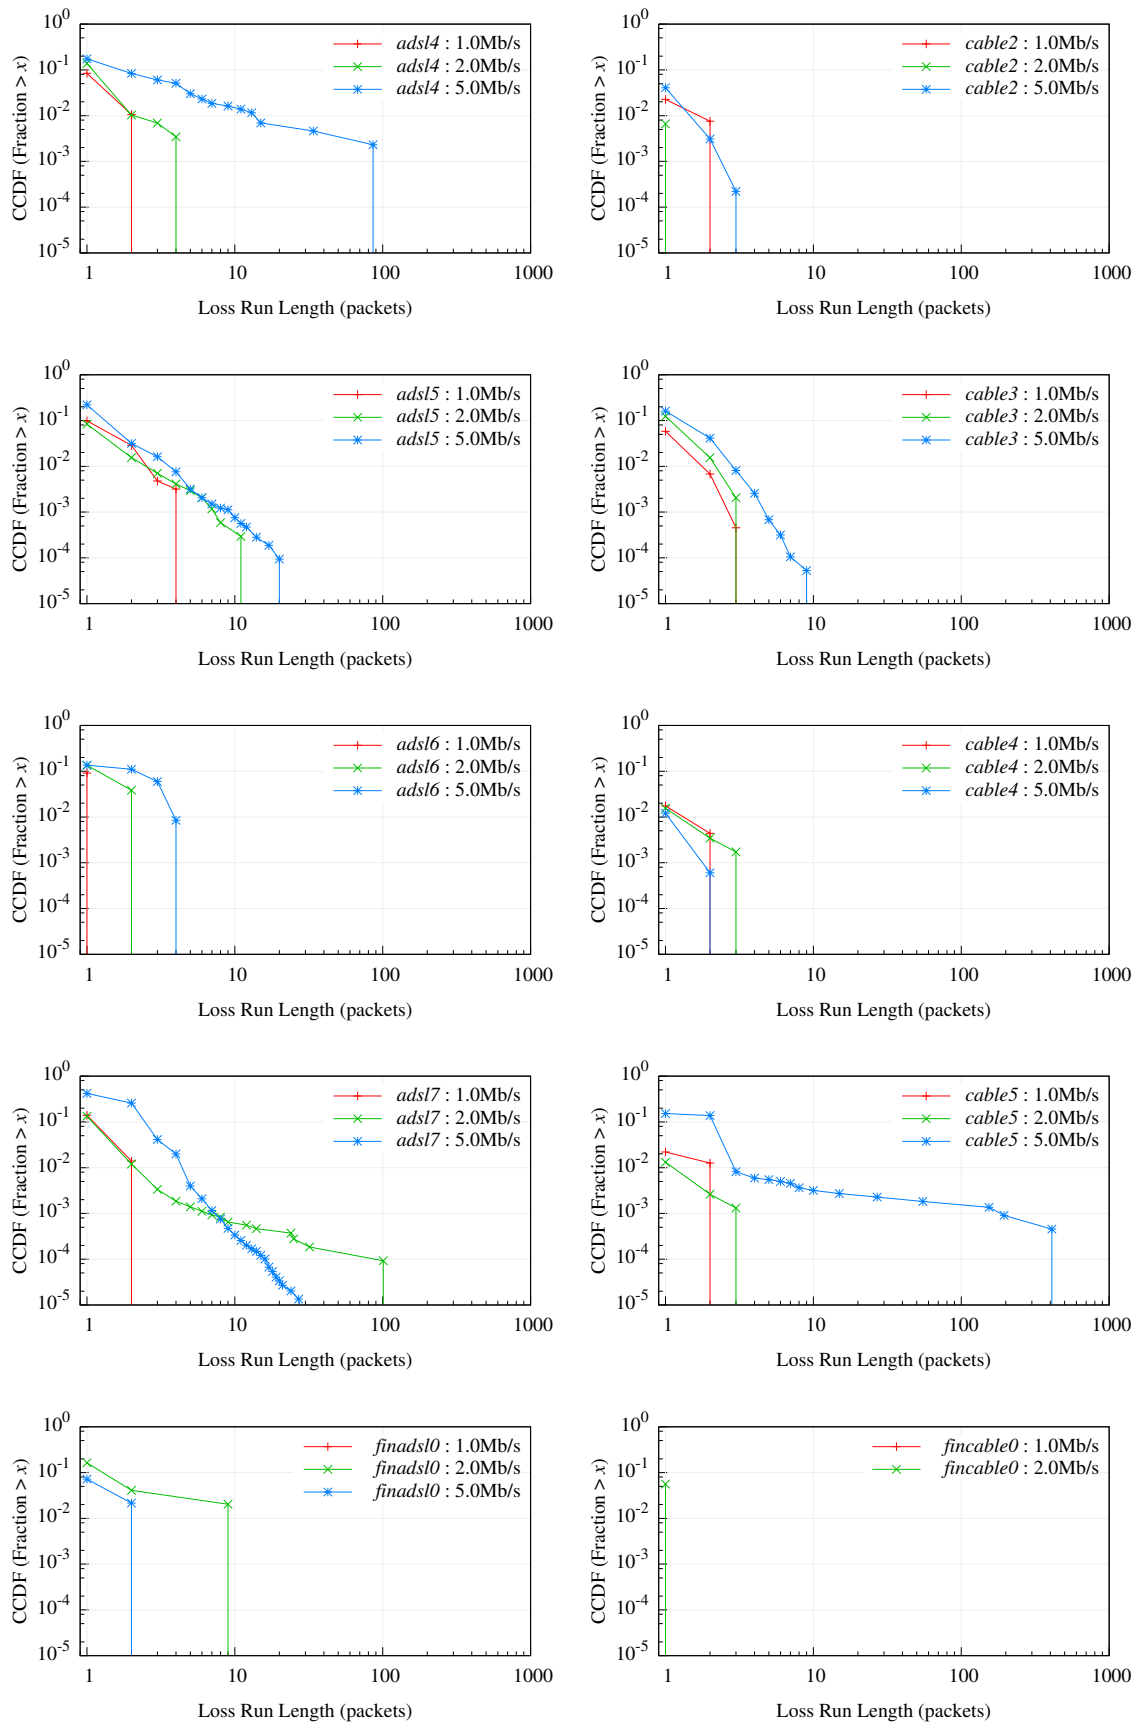 CCDF (Fraction > x)
10^0
10^-1
10^-2
10^-3
10^-4
10^-5
adsl4 : 1.0Mb/s
adsl4 : 2.0Mb/s
adsl4 : 5.0Mb/s
1 10 100 1000
Loss Run Length (packets)
CCDF (Fraction > x)
10^0
10^-1
10^-2
10^-3
10^-4
10^-5
cable2 : 1.0Mb/s
cable2 : 2.0Mb/s
cable2 : 5.0Mb/s
1 10 100 1000
Loss Run Length (packets)
CCDF (Fraction > x)
10^0
10^-1
10^-2
10^-3
10^-4
10^-5
adsl5 : 1.0Mb/s
adsl5 : 2.0Mb/s
adsl5 : 5.0Mb/s
1 10 100 1000
Loss Run Length (packets)
CCDF (Fraction > x)
10^0
10^-1
10^-2
10^-3
10^-4
10^-5
cable3 : 1.0Mb/s
cable3 : 2.0Mb/s
cable3 : 5.0Mb/s
1 10 100 1000
Loss Run Length (packets)
CCDF (Fraction > x)
10^0
10^-1
10^-2
10^-3
10^-4
10^-5
adsl6 : 1.0Mb/s
adsl6 : 2.0Mb/s
adsl6 : 5.0Mb/s
1 10 100 1000
Loss Run Length (packets)
CCDF (Fraction > x)
10^0
10^-1
10^-2
10^-3
10^-4
10^-5
cable4 : 1.0Mb/s
cable4 : 2.0Mb/s
cable4 : 5.0Mb/s
1 10 100 1000
Loss Run Length (packets)
CCDF (Fraction > x)
10^0
10^-1
10^-2
10^-3
10^-4
10^-5
adsl7 : 1.0Mb/s
adsl7 : 2.0Mb/s
adsl7 : 5.0Mb/s
1 10 100 1000
Loss Run Length (packets)
CCDF (Fraction > x)
10^0
10^-1
10^-2
10^-3
10^-4
10^-5
cable5 : 1.0Mb/s
cable5 : 2.0Mb/s
cable5 : 5.0Mb/s
1 10 100 1000
Loss Run Length (packets)
CCDF (Fraction > x)
10^0
10^-1
10^-2
10^-3
10^-4
10^-5
finadsl0 : 1.0Mb/s
finadsl0 : 2.0Mb/s
finadsl0 : 5.0Mb/s
1 10 100 1000
Loss Run Length (packets)
CCDF (Fraction > x)
10^0
10^-1
10^-2
10^-3
10^-4
10^-5
fincable0 : 1.0Mb/s
fincable0 : 2.0Mb/s
1 10 100 1000
Loss Run Length (packets)